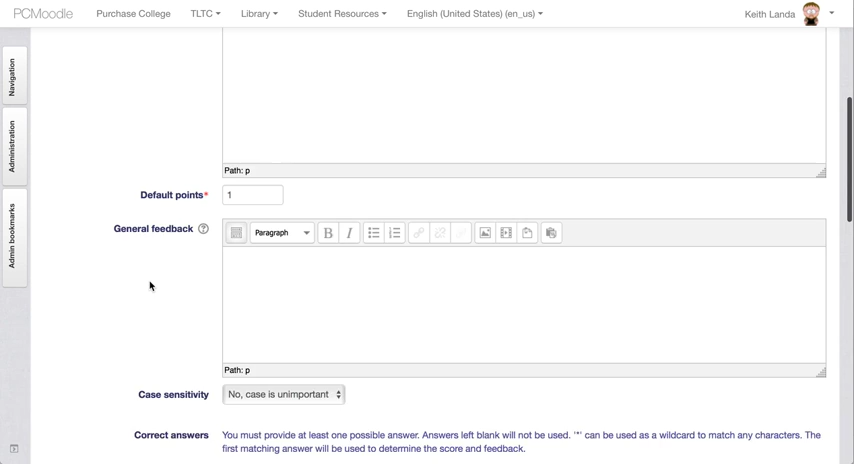 PCMoodle Purchase College TLTC Library Student Resources English (United States) (en_us) Keith Landa
Navigation
Administration
Admin bookmarks
Path: p
Default points* 1
General feedback ? Paragraph B I
Path: p
Case sensitivity No, case is unimportant
Correct answers You must provide at least one possible answer. Answers left blank will not be used. '*' can be used as a wildcard to match any characters. The
first matching answer will be used to determine the score and feedback.